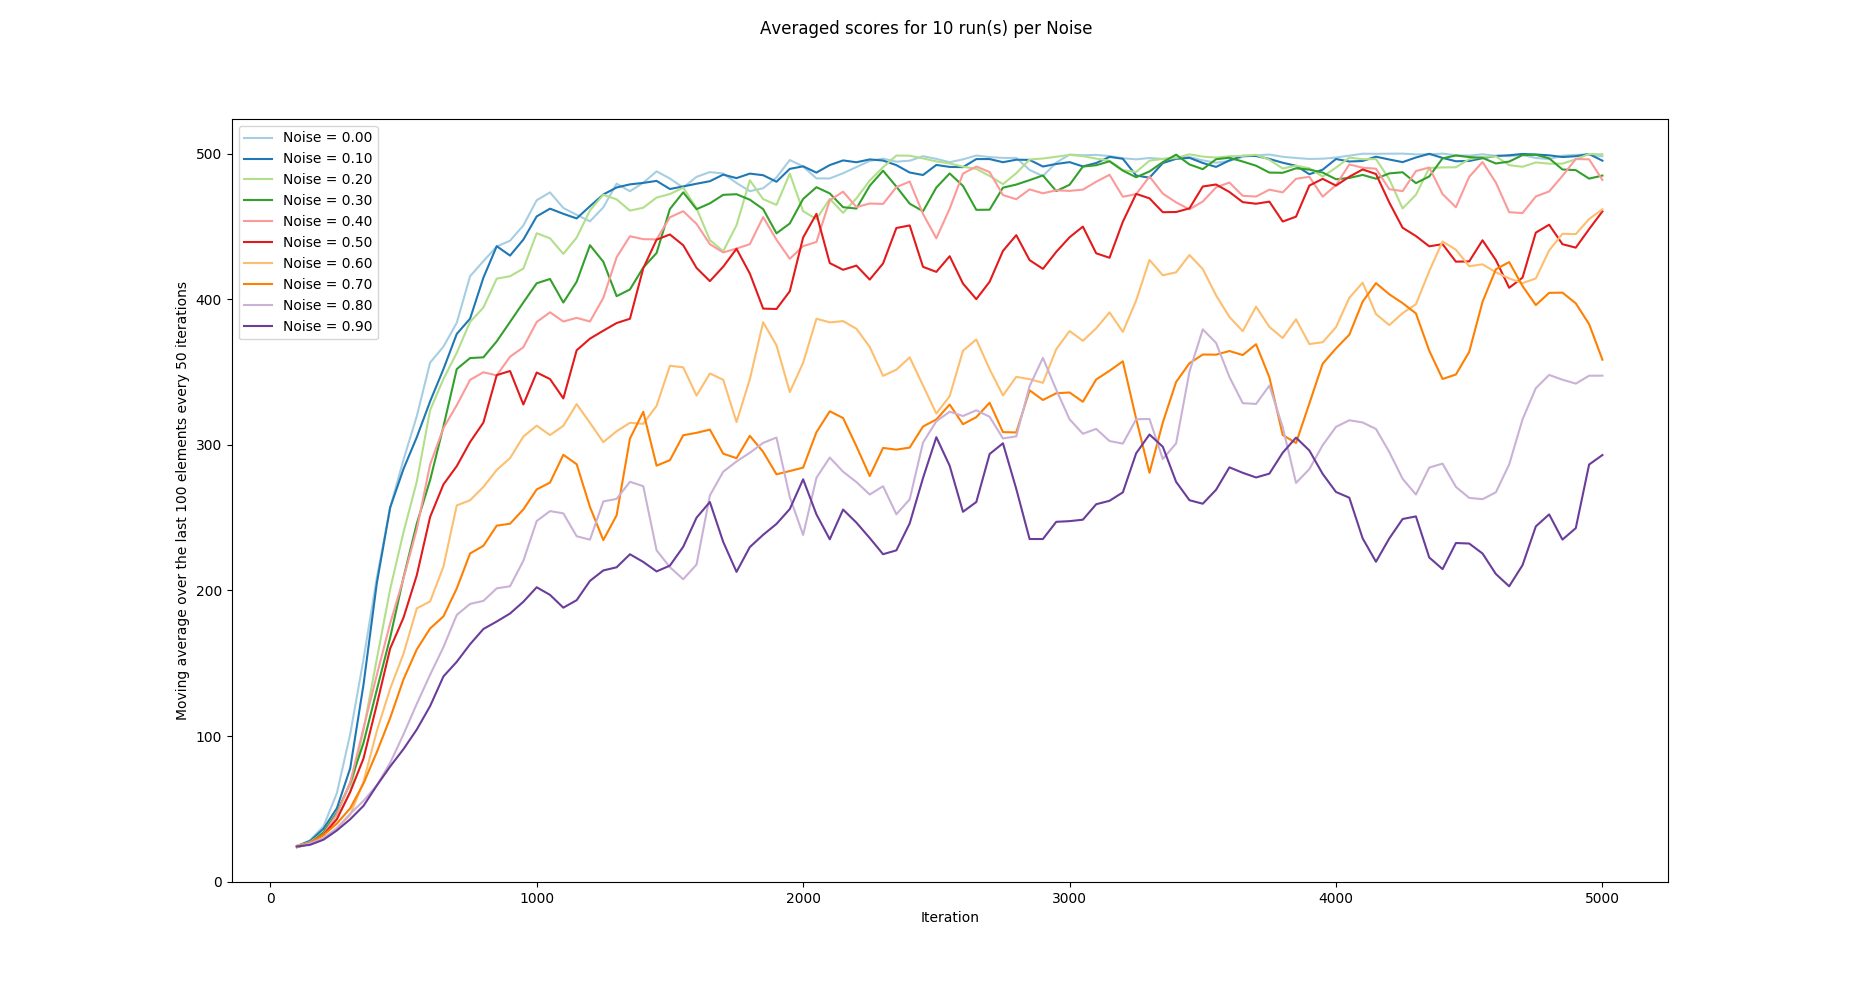 Averaged scores for 10 run(s) per Noise
Noise = 0.00
Noise = 0.10
Noise = 0.20
Noise = 0.30
Noise = 0.40
Noise = 0.50
Noise = 0.60
Noise = 0.70
Noise = 0.80
Noise = 0.90
Moving average over the last 100 elements every 50 iterations
500
400
300
200
100
0
0 1000 2000 3000 4000 5000
Iteration